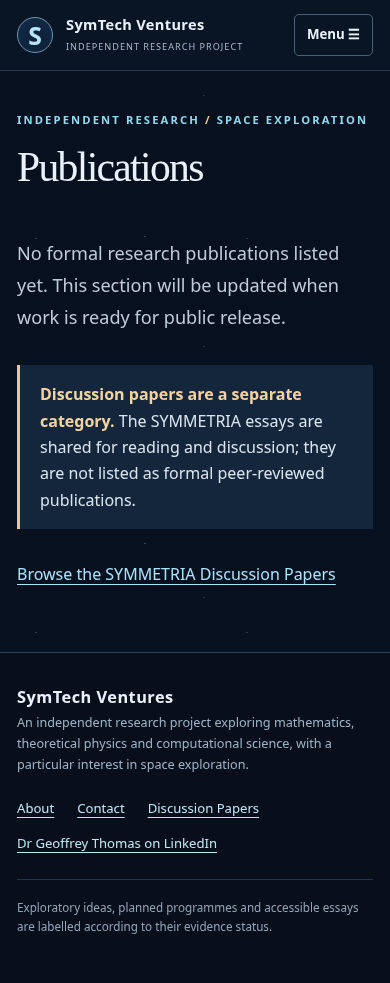 S
SymTech Ventures
INDEPENDENT RESEARCH PROJECT
Menu ☰
INDEPENDENT RESEARCH / SPACE EXPLORATION
Publications
No formal research publications listed
yet. This section will be updated when
work is ready for public release.
Discussion papers are a separate
category. The SYMMETRIA essays are
shared for reading and discussion; they
are not listed as formal peer-reviewed
publications.
Browse the SYMMETRIA Discussion Papers
SymTech Ventures
An independent research project exploring mathematics,
theoretical physics and computational science, with a
particular interest in space exploration.
About Contact Discussion Papers
Dr Geoffrey Thomas on LinkedIn
Exploratory ideas, planned programmes and accessible essays
are labelled according to their evidence status.